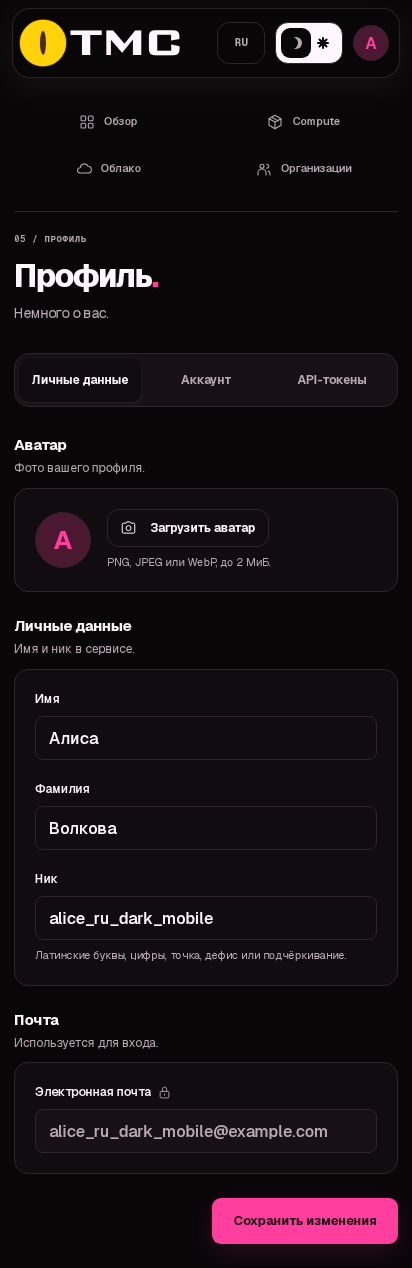 TMC
RU
A
Обзор
Compute
Облако
Организации
05 / ПРОФИЛЬ
Профиль.
Немного о вас.
Личные данные
Аккаунт
API-токены
Аватар
Фото вашего профиля.
A
Загрузить аватар
PNG, JPEG или WebP, до 2 МиБ.
Личные данные
Имя и ник в сервисе.
Имя
Алиса
Фамилия
Волкова
Ник
alice_ru_dark_mobile
Латинские буквы, цифры, точка, дефис или подчёркивание.
Почта
Используется для входа.
Электронная почта
alice_ru_dark_mobile@example.com
Сохранить изменения